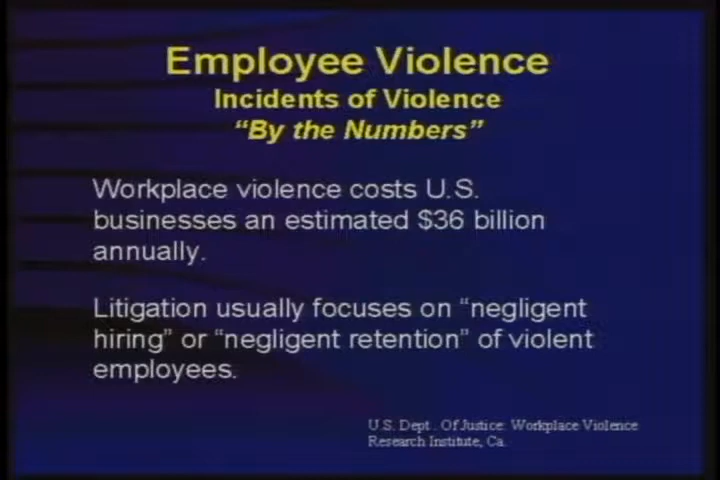 Employee Violence
Incidents of Violence
“By the Numbers”
Workplace violence costs U.S.
businesses an estimated $36 billion
annually.
Litigation usually focuses on “negligent
hiring” or “negligent retention” of violent
employees.
U.S. Dept . Of Justice: Workplace Violence
Research Institute, Ca.